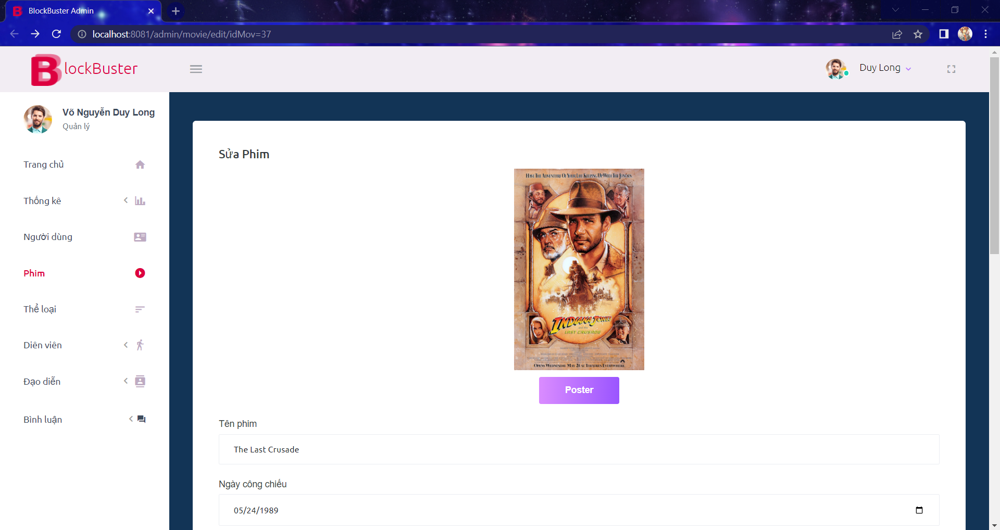 BlockBuster Admin
localhost:8081/admin/movie/edit/idMov=37
BlockBuster
Duy Long
Võ Nguyễn Duy Long
Quản lý
Trang chủ
Thống kê
Người dùng
Phim
Thể loại
Diên viên
Đạo diễn
Bình luận
Sửa Phim
HAVE THE ADVENTURE OF YOUR LIFE KEEPING UP WITH THE JONESES.
INDIANA JONES
and the
LAST CRUSADE
OPENS WEDNESDAY MAY 24 AT THEATRES EVERYWHERE.
Poster
Tên phim
The Last Crusade
Ngày công chiếu
05/24/1989